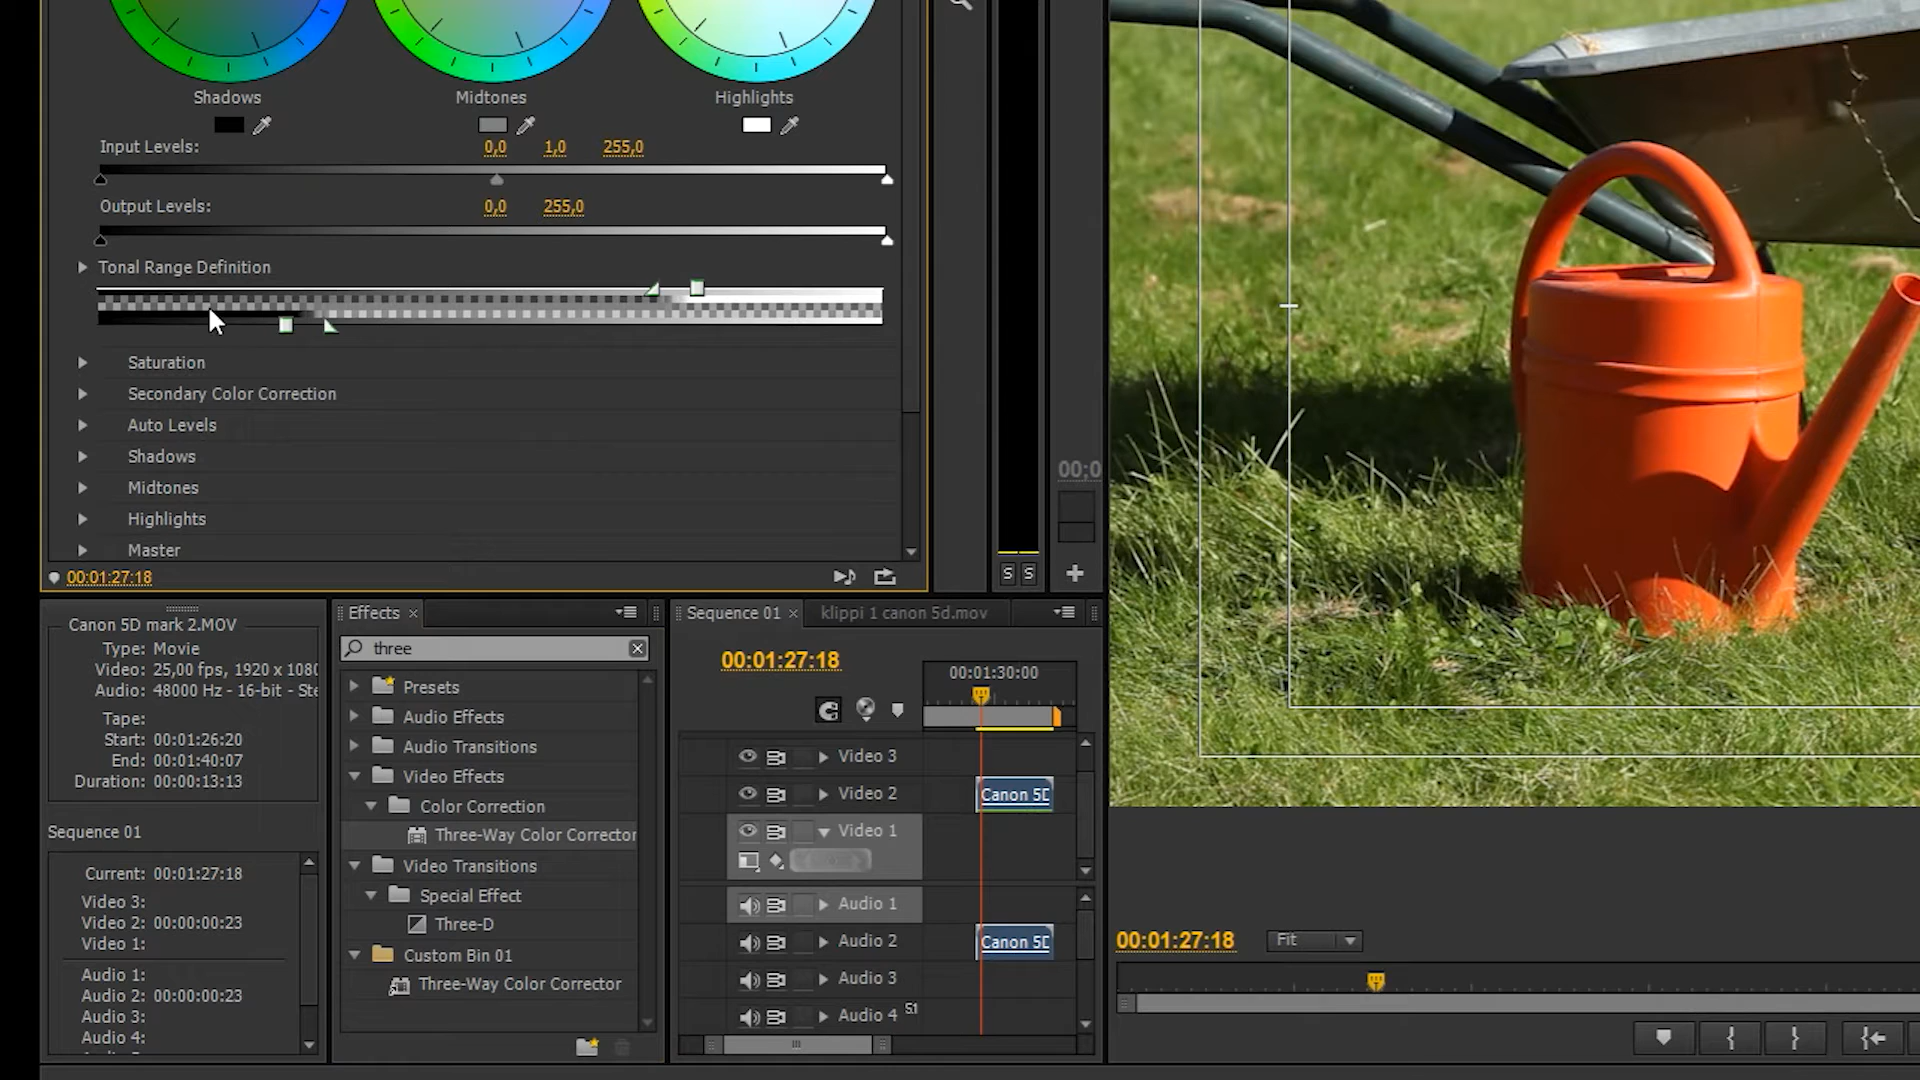 Shadows
Midtones
Highlights
Input Levels:
0,0
1,0
255,0
Output Levels:
0,0
255,0
Tonal Range Definition
Saturation
Secondary Color Correction
Auto Levels
Shadows
Midtones
Highlights
Master
00:01:27:18
S S
00;0
Canon 5D mark 2.MOV
Type: Movie
Video: 25,00 fps, 1920 x 1080
Audio: 48000 Hz - 16-bit - Ste
Tape:
Start: 00:01:26:20
End: 00:01:40:07
Duration: 00:00:13:13
Sequence 01
Current: 00:01:27:18
Video 3:
Video 2: 00:00:00:23
Video 1:
Audio 1:
Audio 2: 00:00:00:23
Audio 3:
Audio 4:
Effects
three
Presets
Audio Effects
Audio Transitions
Video Effects
Color Correction
Three-Way Color Corrector
Video Transitions
Special Effect
Three-D
Custom Bin 01
Three-Way Color Corrector
Sequence 01
klippi 1 canon 5d.mov
00:01:27:18
00:01:30:00
Video 3
Video 2
Canon 5D
Video 1
Audio 1
Audio 2
Canon 5D
Audio 3
Audio 4
5.1
00:01:27:18
Fit